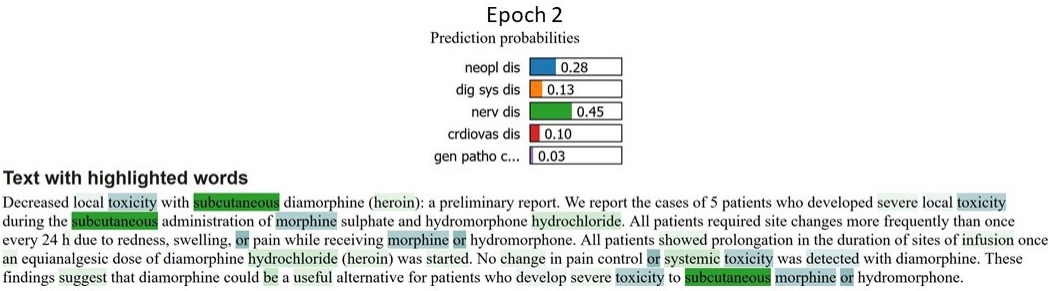 Epoch 2
Prediction probabilities
neopl dis 0.28
dig sys dis 0.13
nerv dis 0.45
crdiovas dis 0.10
gen patho c... 0.03
Text with highlighted words
Decreased local toxicity with subcutaneous diamorphine (heroin): a preliminary report. We report the cases of 5 patients who developed severe local toxicity
during the subcutaneous administration of morphine sulphate and hydromorphone hydrochloride. All patients required site changes more frequently than once
every 24 h due to redness, swelling, or pain while receiving morphine or hydromorphone. All patients showed prolongation in the duration of sites of infusion once
an equianalgesic dose of diamorphine hydrochloride (heroin) was started. No change in pain control or systemic toxicity was detected with diamorphine. These
findings suggest that diamorphine could be a useful alternative for patients who develop severe toxicity to subcutaneous morphine or hydromorphone.